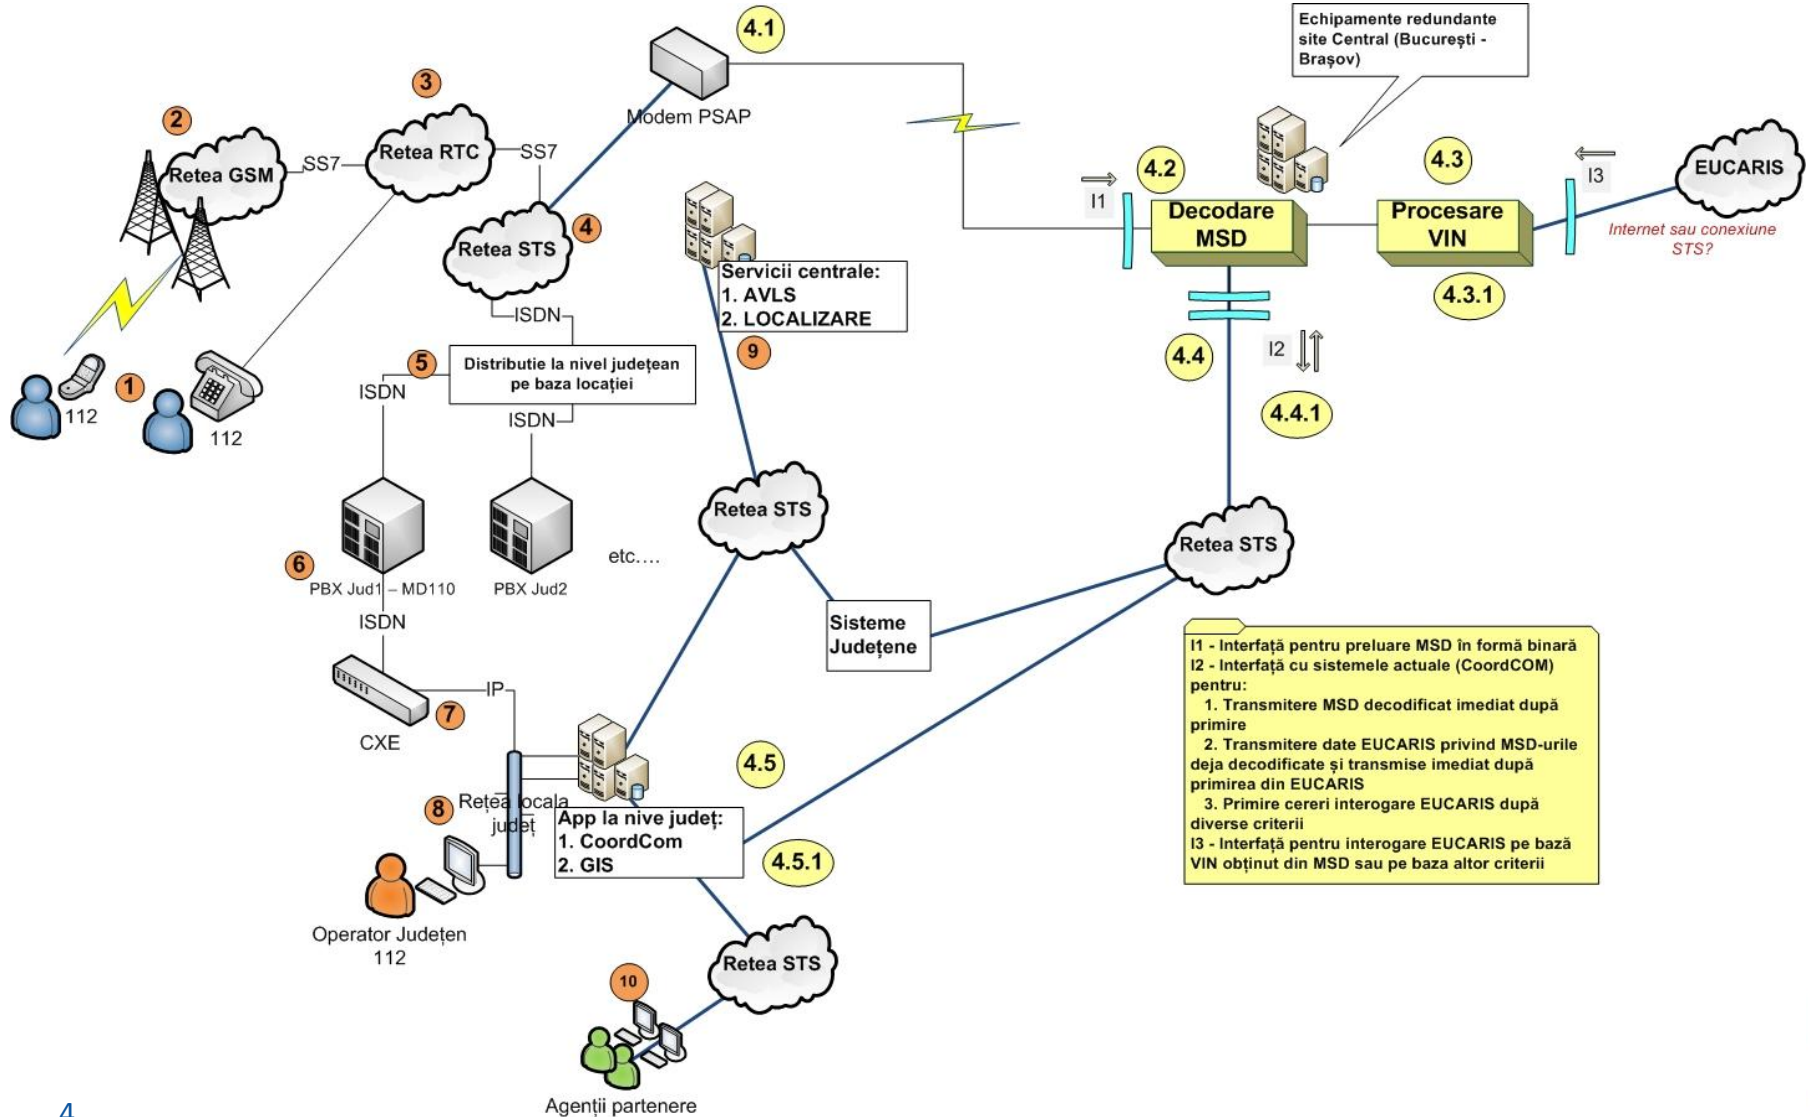 4.1
Echipamente redundante
site Central (București -
Brașov)
3
2
Retea RTC
SS7
SS7
Retea GSM
Modem PSAP
4.2
4.3
I1
I3
EUCARIS
Decodare
MSD
Procesare
VIN
Internet sau conexiune
STS?
4
Retea STS
Servicii centrale:
1. AVLS
2. LOCALIZARE
4.3.1
ISDN
9
4.4
I2
5
Distributie la nivel județean
pe baza locației
ISDN
ISDN
1
112
112
4.4.1
Retea STS
Retea STS
etc....
6
PBX Jud1 – MD110
PBX Jud2
ISDN
Sisteme
Județene
I1 - Interfață pentru preluare MSD în formă binară
I2 - Interfață cu sistemele actuale (CoordCOM)
pentru:
1. Transmitere MSD decodificat imediat după
primire
2. Transmitere date EUCARIS privind MSD-urile
deja decodificate și transmise imediat după
primirea din EUCARIS
3. Primire cereri interogare EUCARIS după
diverse criterii
I3 - Interfață pentru interogare EUCARIS pe bază
VIN obținut din MSD sau pe baza altor criterii
IP
7
CXE
4.5
8
Rețea locala
județ
App la nive județ:
1. CoordCom
2. GIS
4.5.1
Operator Județen
112
Retea STS
10
Agenții partenere
4